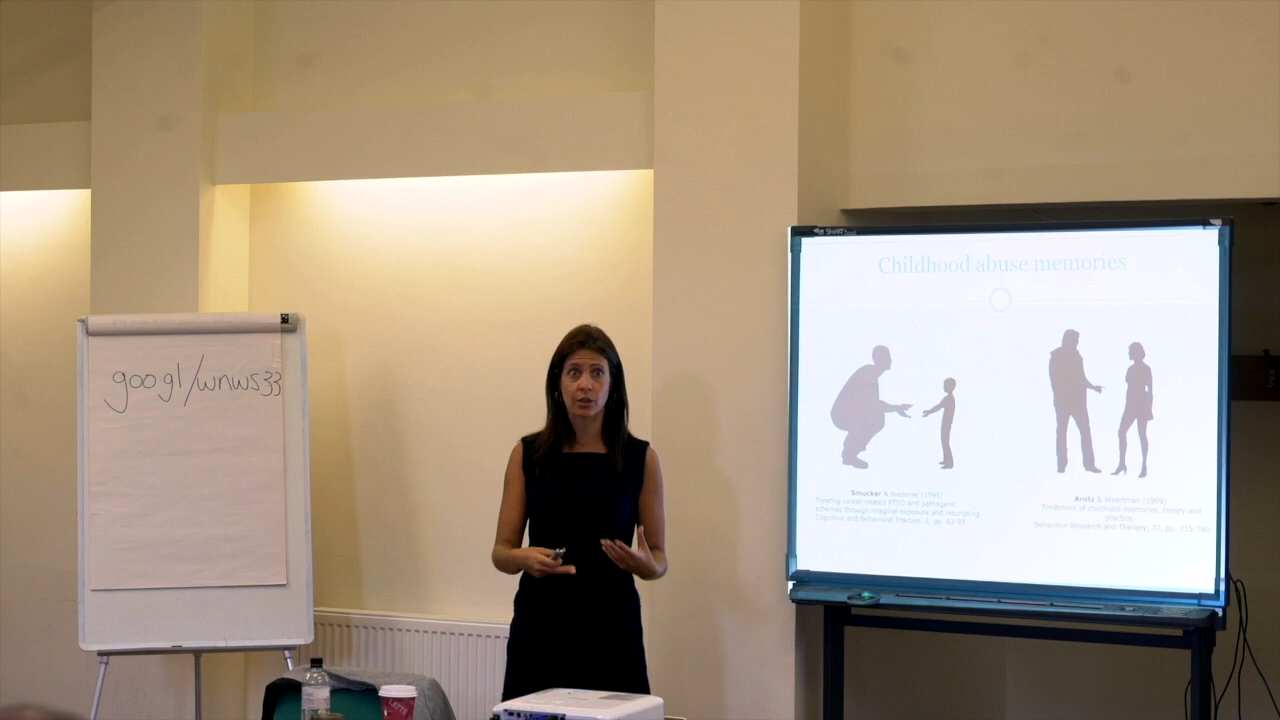 goo gl/wnws33
SMART
Childhood abuse memories
Smucker & Niederee (1995)
Treating incest-related PTSD and pathogenic
schemas through imaginal exposure and rescripting
Cognitive and Behavioral Practice, 2, pp. 63-93
Arntz & Weertman (1999)
Treatment of childhood memories; theory and
practice
Behaviour Research and Therapy, 37, pp. 715-740